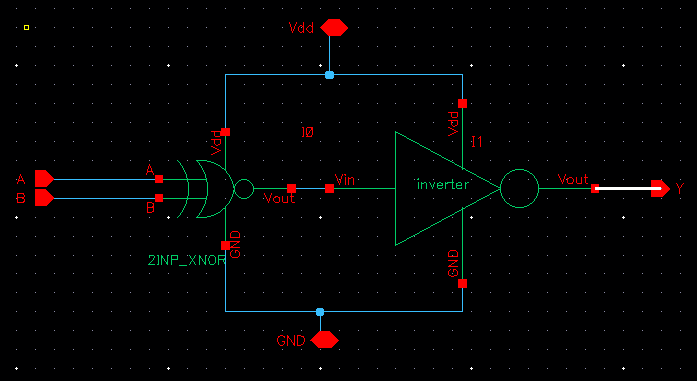 Vdd
Vdd
I0
Vdd
I1
A
A
Vin
inverter
Vout
Y
B
B
Vout
GND
GND
2INP_XNOR
GND